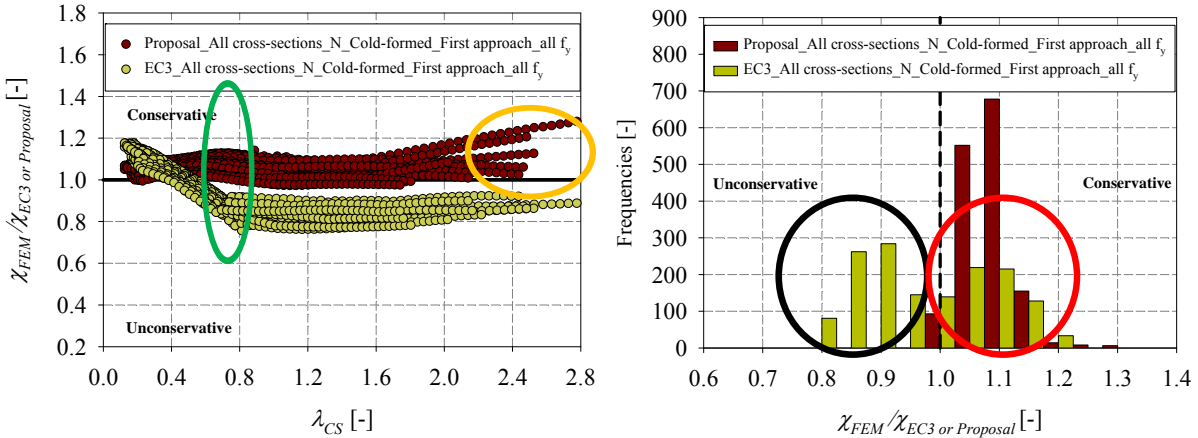 1.8
1.6
1.4
1.2
1.0
0.8
0.6
0.4
0.2
χFEM/χEC3 or Proposal [-]
Proposal_All cross-sections_N_Cold-formed_First approach_all fy
EC3_All cross-sections_N_Cold-formed_First approach_all fy
Conservative
Unconservative
0.0 0.4 0.8 1.2 1.6 2.0 2.4 2.8
λCS [-]
900
800
700
600
500
400
300
200
100
0
Frequencies [-]
Proposal_All cross-sections_N_Cold-formed_First approach_all fy
EC3_All cross-sections_N_Cold-formed_First approach_all fy
Unconservative Conservative
0.6 0.7 0.8 0.9 1.0 1.1 1.2 1.3 1.4
χFEM/χEC3 or Proposal [-]